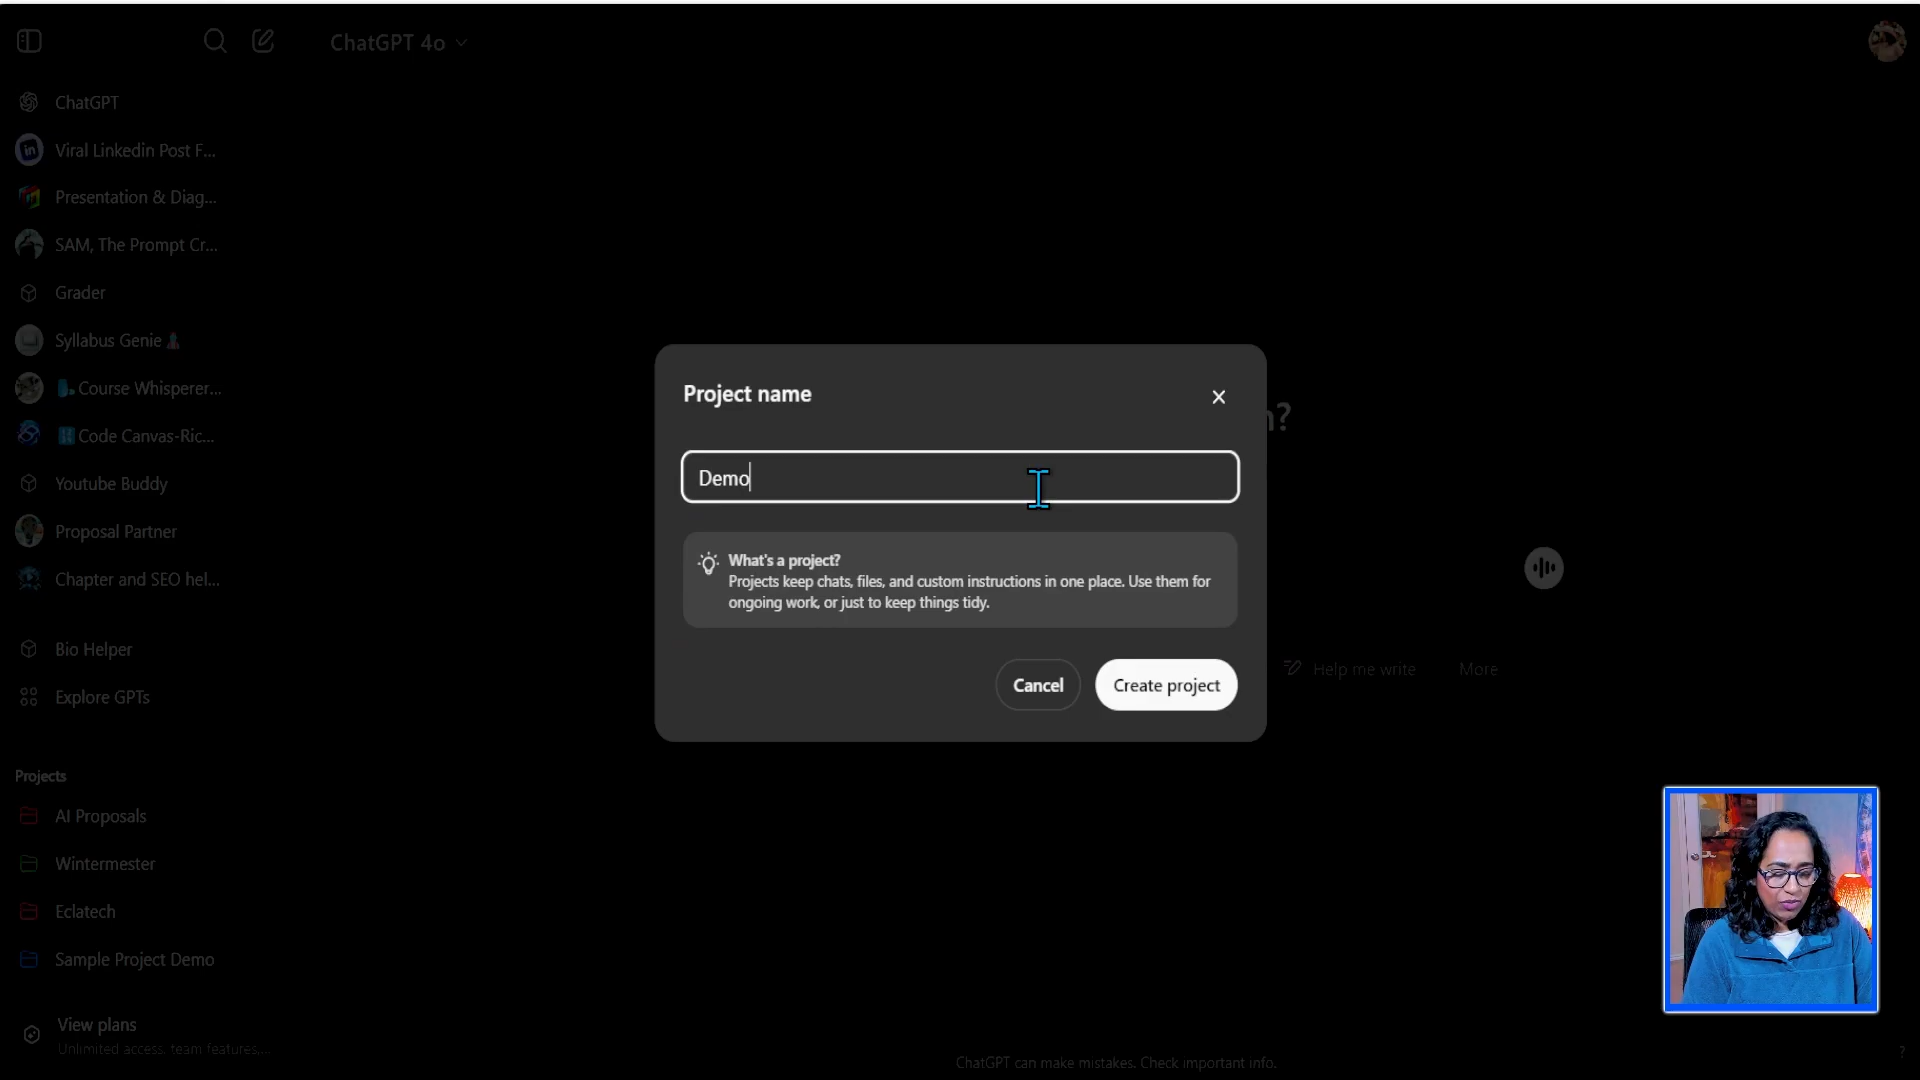 ChatGPT 4o
ChatGPT
Viral Linkedin Post F...
Presentation & Diag...
SAM, The Prompt Cr...
Grader
Syllabus Genie
Course Whisperer...
Code Canvas-Ric...
Youtube Buddy
Proposal Partner
Chapter and SEO hel...
Bio Helper
Explore GPTs
Projects
AI Proposals
Wintermester
Eclatech
Sample Project Demo
View plans
Unlimited access, team features,...
Project name
Demo
What's a project?
Projects keep chats, files, and custom instructions in one place. Use them for
ongoing work, or just to keep things tidy.
Cancel
Create project
Help me write
More
ChatGPT can make mistakes. Check important info.
?